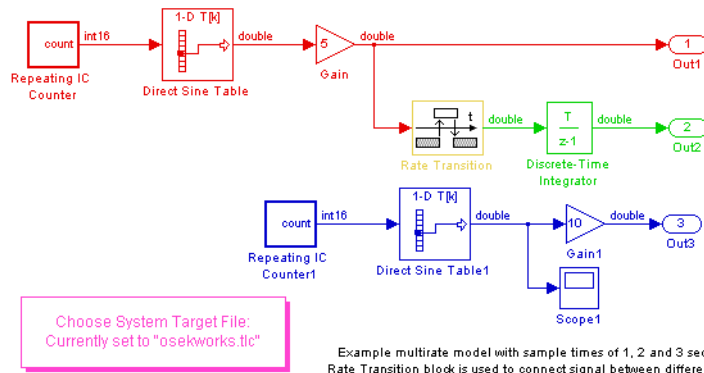 1-D T[k]
count
int16
double
5
double
1
Repeating IC
Counter
Direct Sine Table
Gain
Out1
t
double
T
z-1
double
2
Rate Transition
Discrete-Time
Integrator
Out2
1-D T[k]
count
int16
double
10
double
3
Repeating IC
Counter1
Direct Sine Table1
Gain1
Out3
Scope1
Choose System Target File:
Currently set to "osekworks.tlc"
Example multirate model with sample times of 1, 2 and 3
Rate Transition block is used to connect signal between